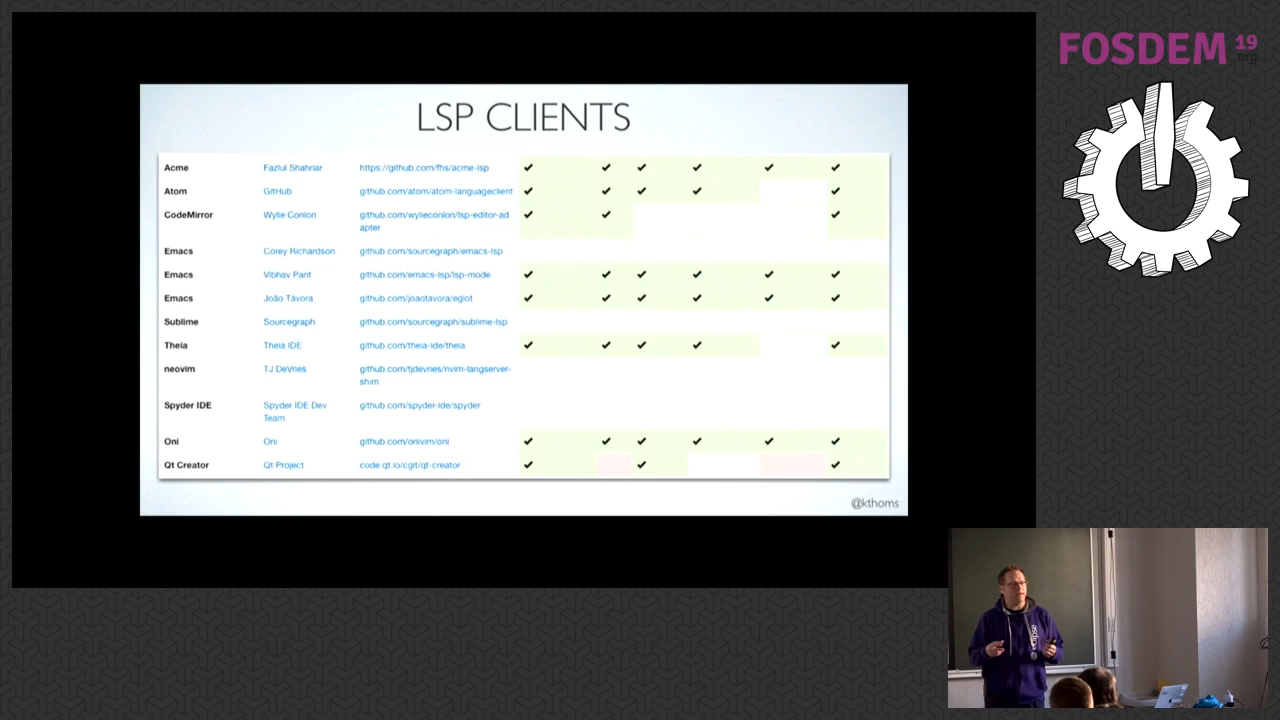 FOSDEM 19
.org
LSP CLIENTS
Acme Fazlul Shahriar https://github.com/fhs/acme-lsp ✔ ✔ ✔ ✔ ✔ ✔
Atom GitHub github.com/atom/atom-languageclient ✔ ✔ ✔ ✔ ✔
CodeMirror Wylie Conlon github.com/wylieconlon/lsp-editor-ad ✔ ✔ ✔
apter
Emacs Corey Richardson github.com/sourcegraph/emacs-lsp
Emacs Vibhav Pant github.com/emacs-lsp/lsp-mode ✔ ✔ ✔ ✔ ✔ ✔
Emacs João Távora github.com/joaotavora/eglot ✔ ✔ ✔ ✔ ✔ ✔
Sublime Sourcegraph github.com/sourcegraph/sublime-lsp
Theia Theia IDE github.com/theia-ide/theia ✔ ✔ ✔ ✔ ✔
neovim TJ DeVries github.com/tjdevries/nvim-langserver-
shim
Spyder IDE Spyder IDE Dev github.com/spyder-ide/spyder
Team
Oni Oni github.com/onivim/oni ✔ ✔ ✔ ✔ ✔ ✔
Qt Creator Qt Project code.qt.io/cgit/qt-creator ✔ ✔ ✔
@kthoms